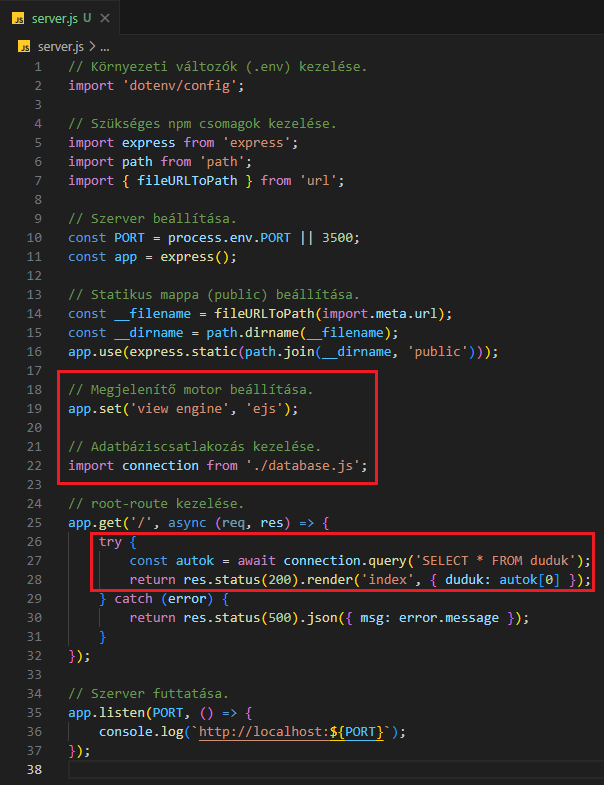 JS server.js U ×
JS server.js > ...
1 // Környezeti változók (.env) kezelése.
2 import 'dotenv/config';
3
4 // Szükséges npm csomagok kezelése.
5 import express from 'express';
6 import path from 'path';
7 import { fileURLToPath } from 'url';
8
9 // Szerver beállítása.
10 const PORT = process.env.PORT || 3500;
11 const app = express();
12
13 // Statikus mappa (public) beállítása.
14 const __filename = fileURLToPath(import.meta.url);
15 const __dirname = path.dirname(__filename);
16 app.use(express.static(path.join(__dirname, 'public')));
17
18 // Megjelenítő motor beállítása.
19 app.set('view engine', 'ejs');
20
21 // Adatbáziscsatlakozás kezelése.
22 import connection from './database.js';
23
24 // root-route kezelése.
25 app.get('/', async (req, res) => {
26     try {
27         const autok = await connection.query('SELECT * FROM duduk');
28         return res.status(200).render('index', { duduk: autok[0] });
29     } catch (error) {
30         return res.status(500).json({ msg: error.message });
31     }
32 });
33
34 // Szerver futtatása.
35 app.listen(PORT, () => {
36     console.log(`http://localhost:${PORT}`);
37 });
38